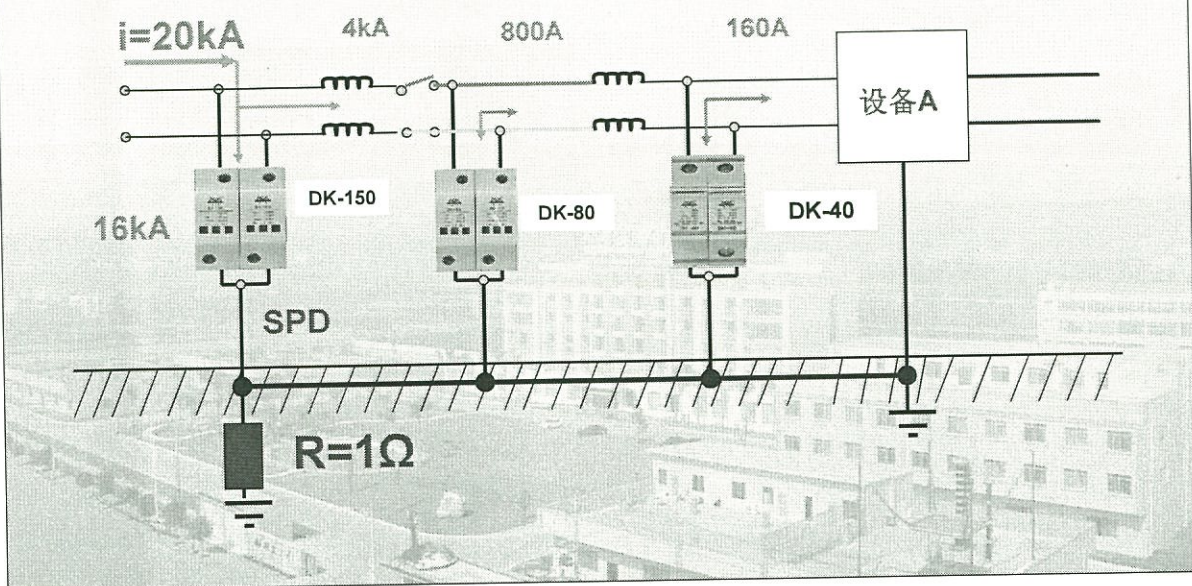 i=20kA
4kA
800A
160A
设备A
DK-150
DK-80
DK-40
16kA
SPD
R=1Ω